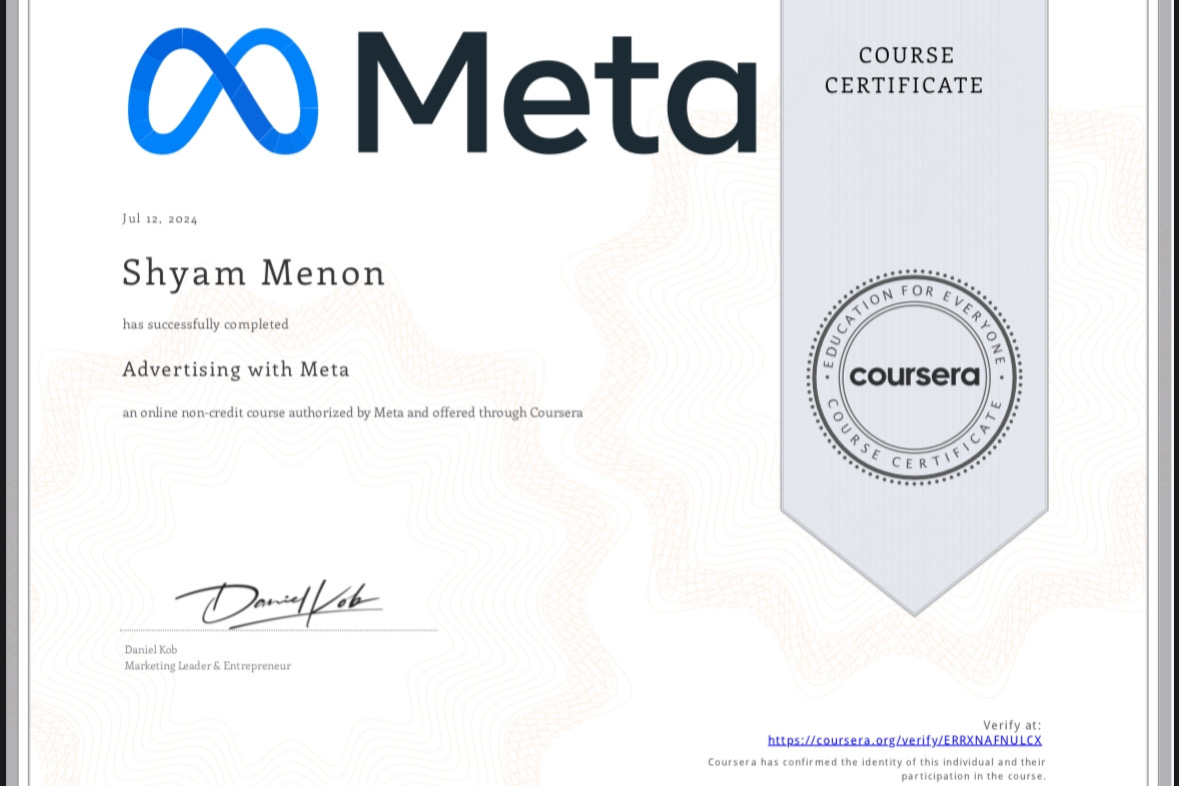 Meta
COURSE
CERTIFICATE
Jul 12, 2024
Shyam Menon
has successfully completed
Advertising with Meta
an online non-credit course authorized by Meta and offered through Coursera
EDUCATION FOR EVERYONE
coursera
COURSE CERTIFICATE
Daniel Kob
Daniel Kob
Marketing Leader & Entrepreneur
Verify at:
https://coursera.org/verify/ERRXNAFNULCX
Coursera has confirmed the identity of this individual and their
participation in the course.